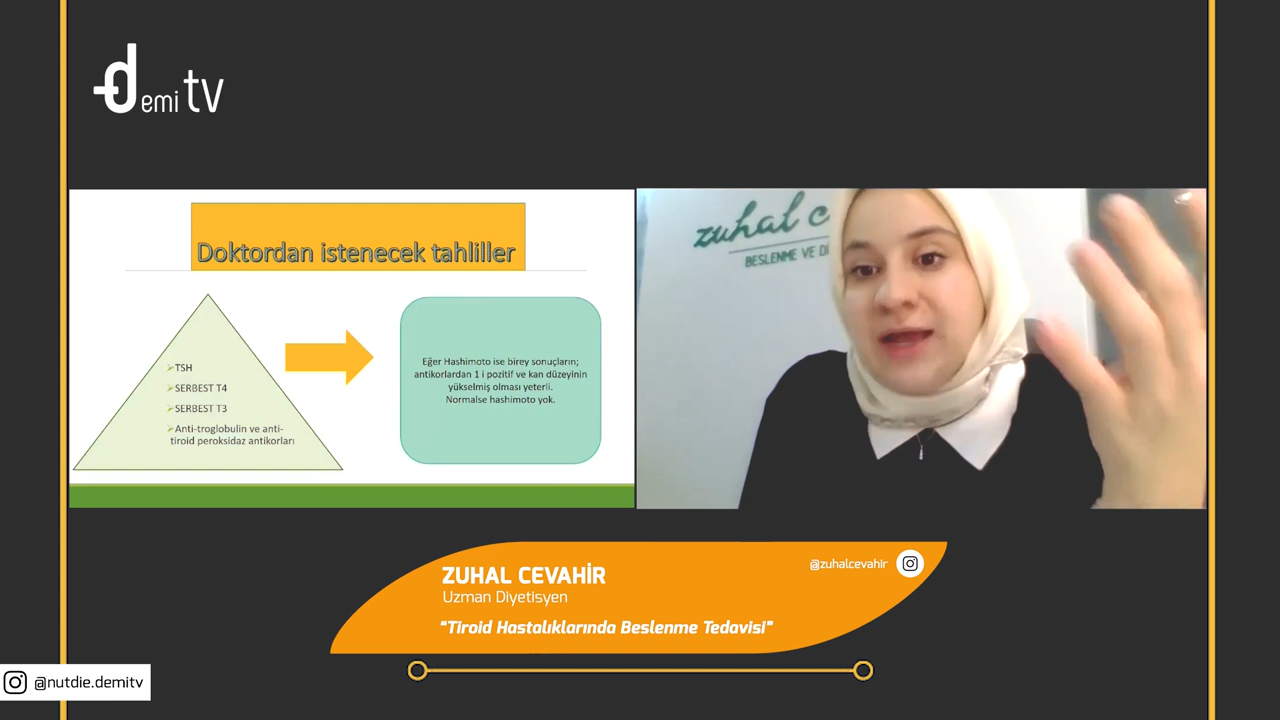 demi tv
Doktordan istenecek tahliller
TSH
SERBEST T4
SERBEST T3
Anti-troglobulin ve anti-
tiroid peroksidaz antikorları
Eğer Hashimoto ise birey sonuçların;
antikorlardan 1 i pozitif ve kan düzeyinin
yükselmiş olması yeterli.
Normalse hashimoto yok.
zuhal c
BESLENME VE Dİ
ZUHAL CEVAHİR
Uzman Diyetisyen
@zuhalcevahir
“Tiroid Hastalıklarında Beslenme Tedavisi”
@nutdie.demitv